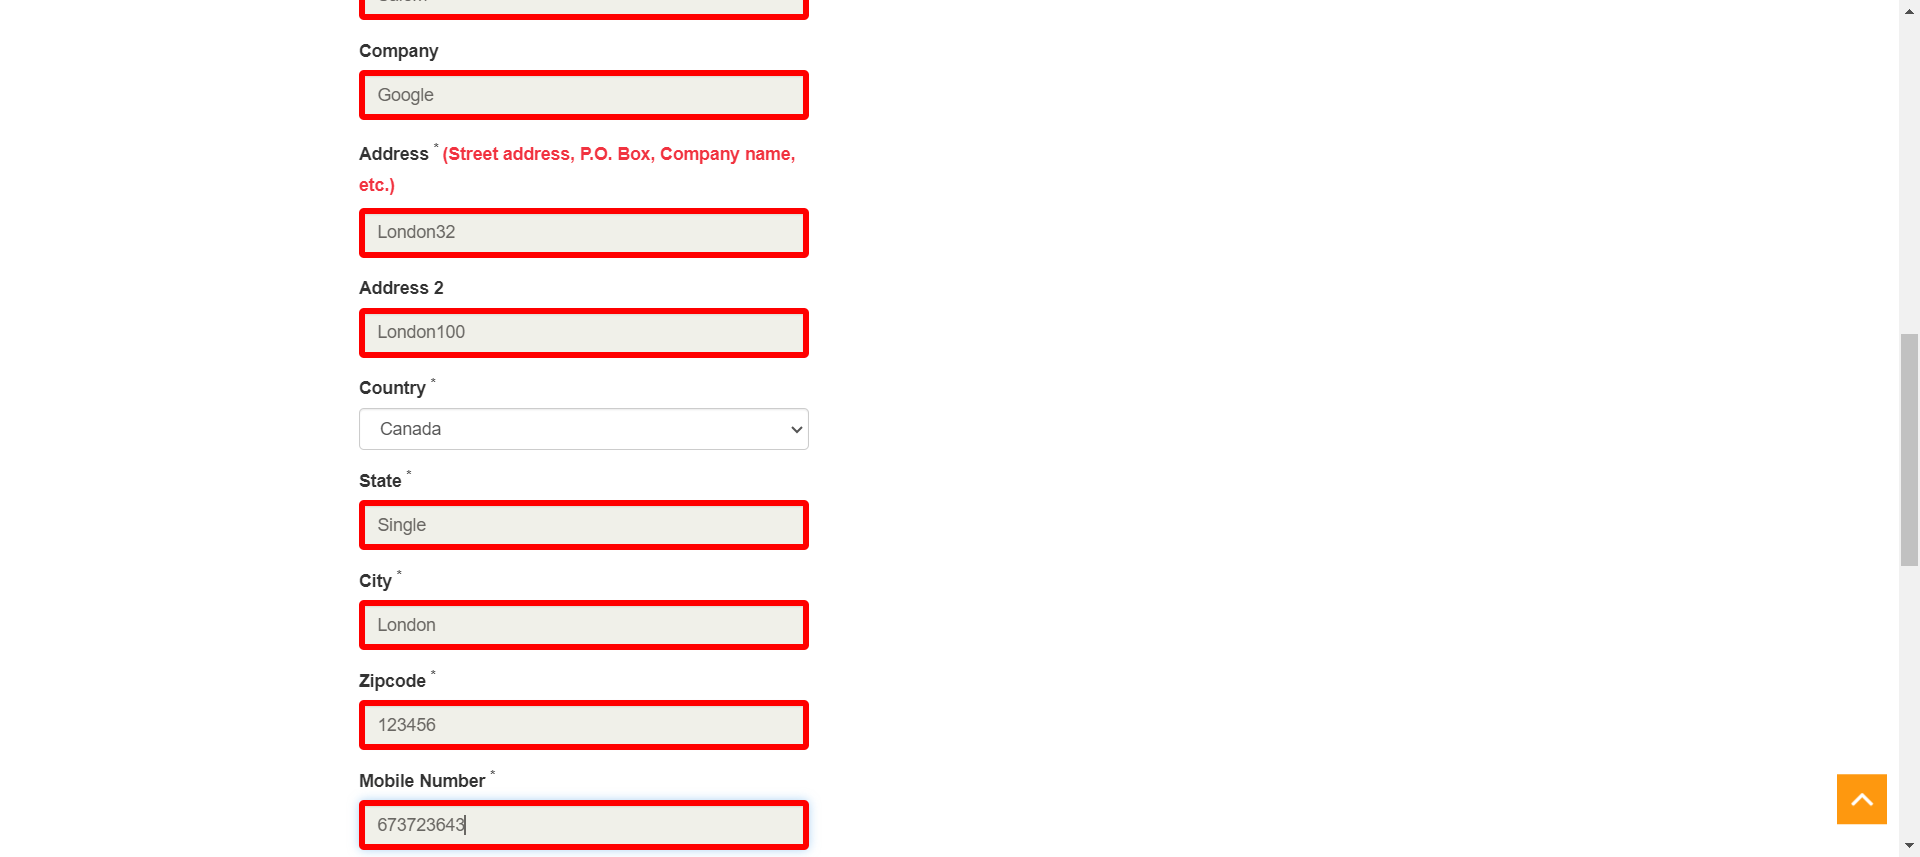 Company
Google
Address * (Street address, P.O. Box, Company name,
etc.)
London32
Address 2
London100
Country *
Canada
State *
Single
City *
London
Zipcode *
123456
Mobile Number *
673723643